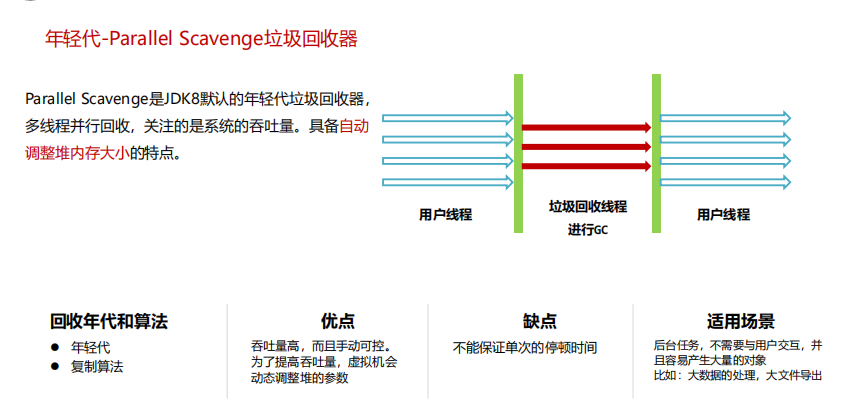 年轻代-Parallel Scavenge垃圾回收器
Parallel Scavenge是JDK8默认的年轻代垃圾回收器，
多线程并行回收，关注的是系统的吞吐量。具备自动
调整堆内存大小的特点。
用户线程
垃圾回收线程
进行GC
用户线程
回收年代和算法
● 年轻代
● 复制算法
优点
吞吐量高，而且手动可控。
为了提高吞吐量，虚拟机会
动态调整堆的参数
缺点
不能保证单次的停顿时间
适用场景
后台任务，不需要与用户交互，并
且容易产生大量的对象
比如：大数据的处理，大文件导出